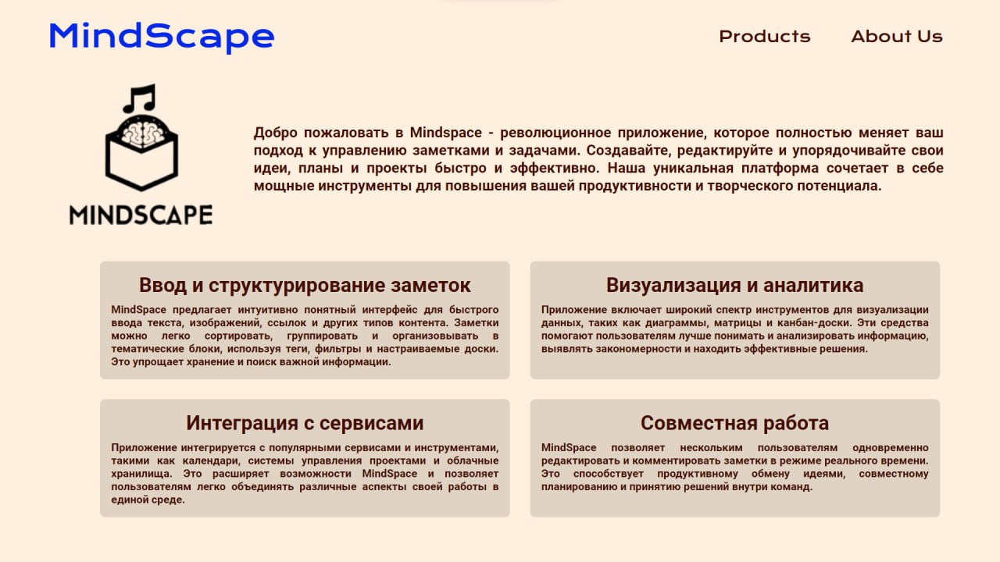 MindScape
Products
About Us
MINDSCAPE
Добро пожаловать в Mindspace - революционное приложение, которое полностью меняет ваш
подход к управлению заметками и задачами. Создавайте, редактируйте и упорядочивайте свои
идеи, планы и проекты быстро и эффективно. Наша уникальная платформа сочетает в себе
мощные инструменты для повышения вашей продуктивности и творческого потенциала.
Ввод и структурирование заметок
MindSpace предлагает интуитивно понятный интерфейс для быстрого
ввода текста, изображений, ссылок и других типов контента. Заметки
можно легко сортировать, группировать и организовывать в
тематические блоки, используя теги, фильтры и настраиваемые доски.
Это упрощает хранение и поиск важной информации.
Визуализация и аналитика
Приложение включает широкий спектр инструментов для визуализации
данных, таких как диаграммы, матрицы и канбан-доски. Эти средства
помогают пользователям лучше понимать и анализировать информацию,
выявлять закономерности и находить эффективные решения.
Интеграция с сервисами
Приложение интегрируется с популярными сервисами и инструментами,
такими как календари, системы управления проектами и облачные
хранилища. Это расширяет возможности MindSpace и позволяет
пользователям легко объединять различные аспекты своей работы в
единой среде.
Совместная работа
MindSpace позволяет нескольким пользователям одновременно
редактировать и комментировать заметки в режиме реального времени.
Это способствует продуктивному обмену идеями, совместному
планированию и принятию решений внутри команд.